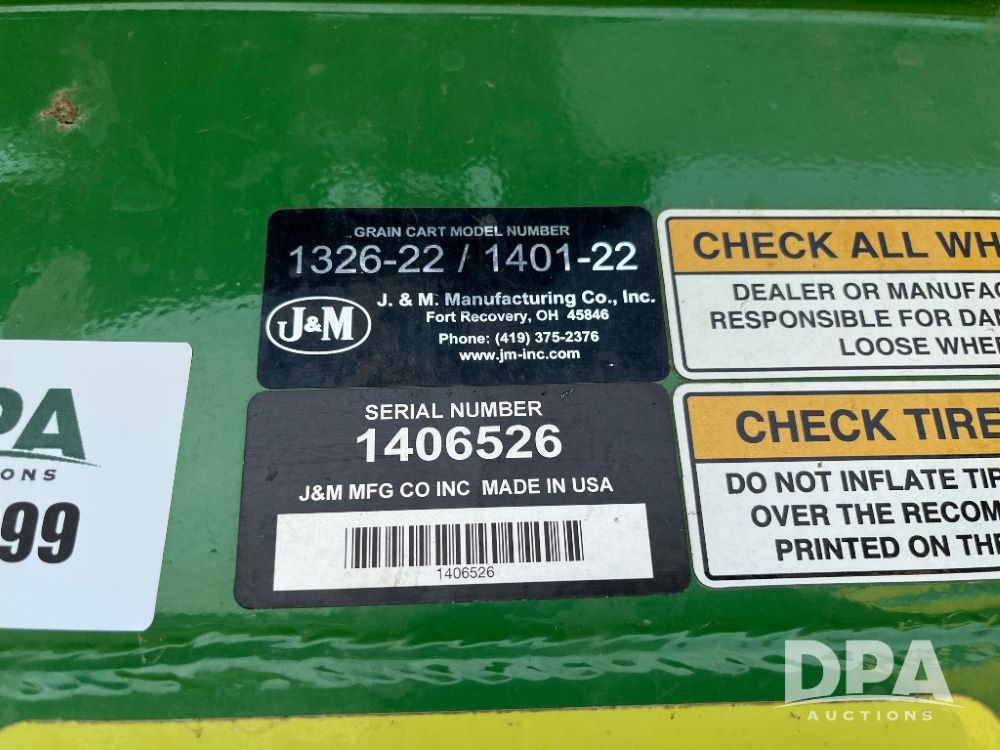 GRAIN CART MODEL NUMBER
1326-22 / 1401-22
J&M
J. & M. Manufacturing Co., Inc.
Fort Recovery, OH 45846
Phone: (419) 375-2376
www.jm-inc.com
SERIAL NUMBER
1406526
J&M MFG CO INC MADE IN USA
1406526
CHECK ALL WH
DEALER OR MANUFAC
RESPONSIBLE FOR DA
LOOSE WHE
CHECK TIRE
DO NOT INFLATE TI
OVER THE RECOM
PRINTED ON TH
PA
IONS
99
DPA
AUCTIONS